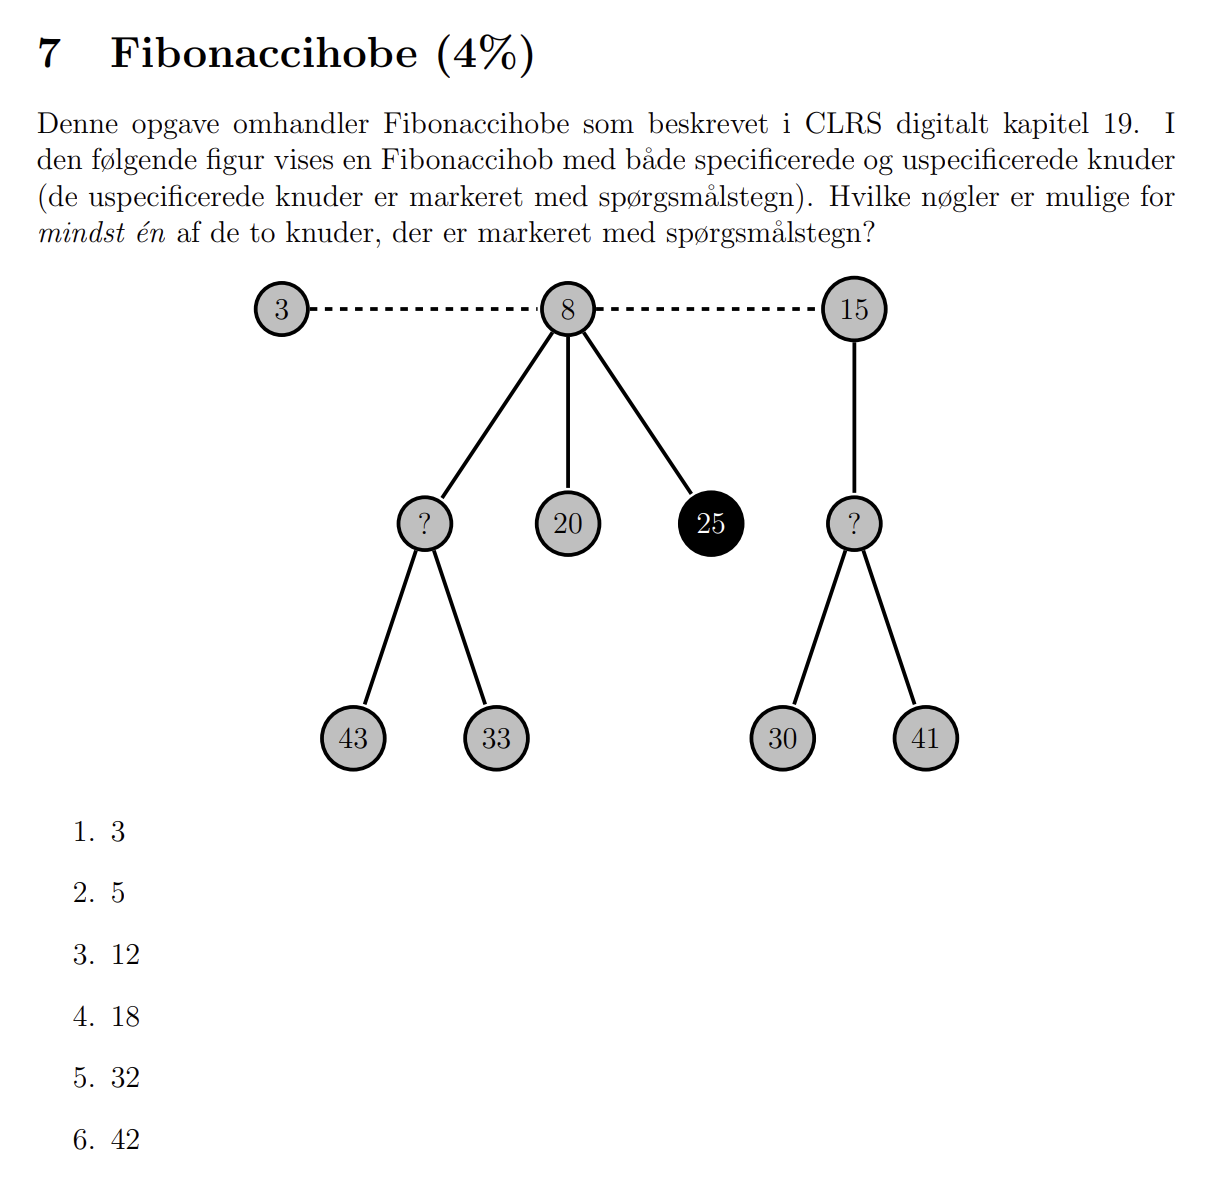 7 Fibonaccihobe (4%)
Denne opgave omhandler Fibonaccihobe som beskrevet i CLRS digitalt kapitel 19. I
den følgende figur vises en Fibonaccihob med både specificerede og uspecificerede knuder
(de uspecificerede knuder er markeret med spørgsmålstegn). Hvilke nøgler er mulige for
mindst én af de to knuder, der er markeret med spørgsmålstegn?
3 8 15
? 20 25 ?
43 33 30 41
1. 3
2. 5
3. 12
4. 18
5. 32
6. 42